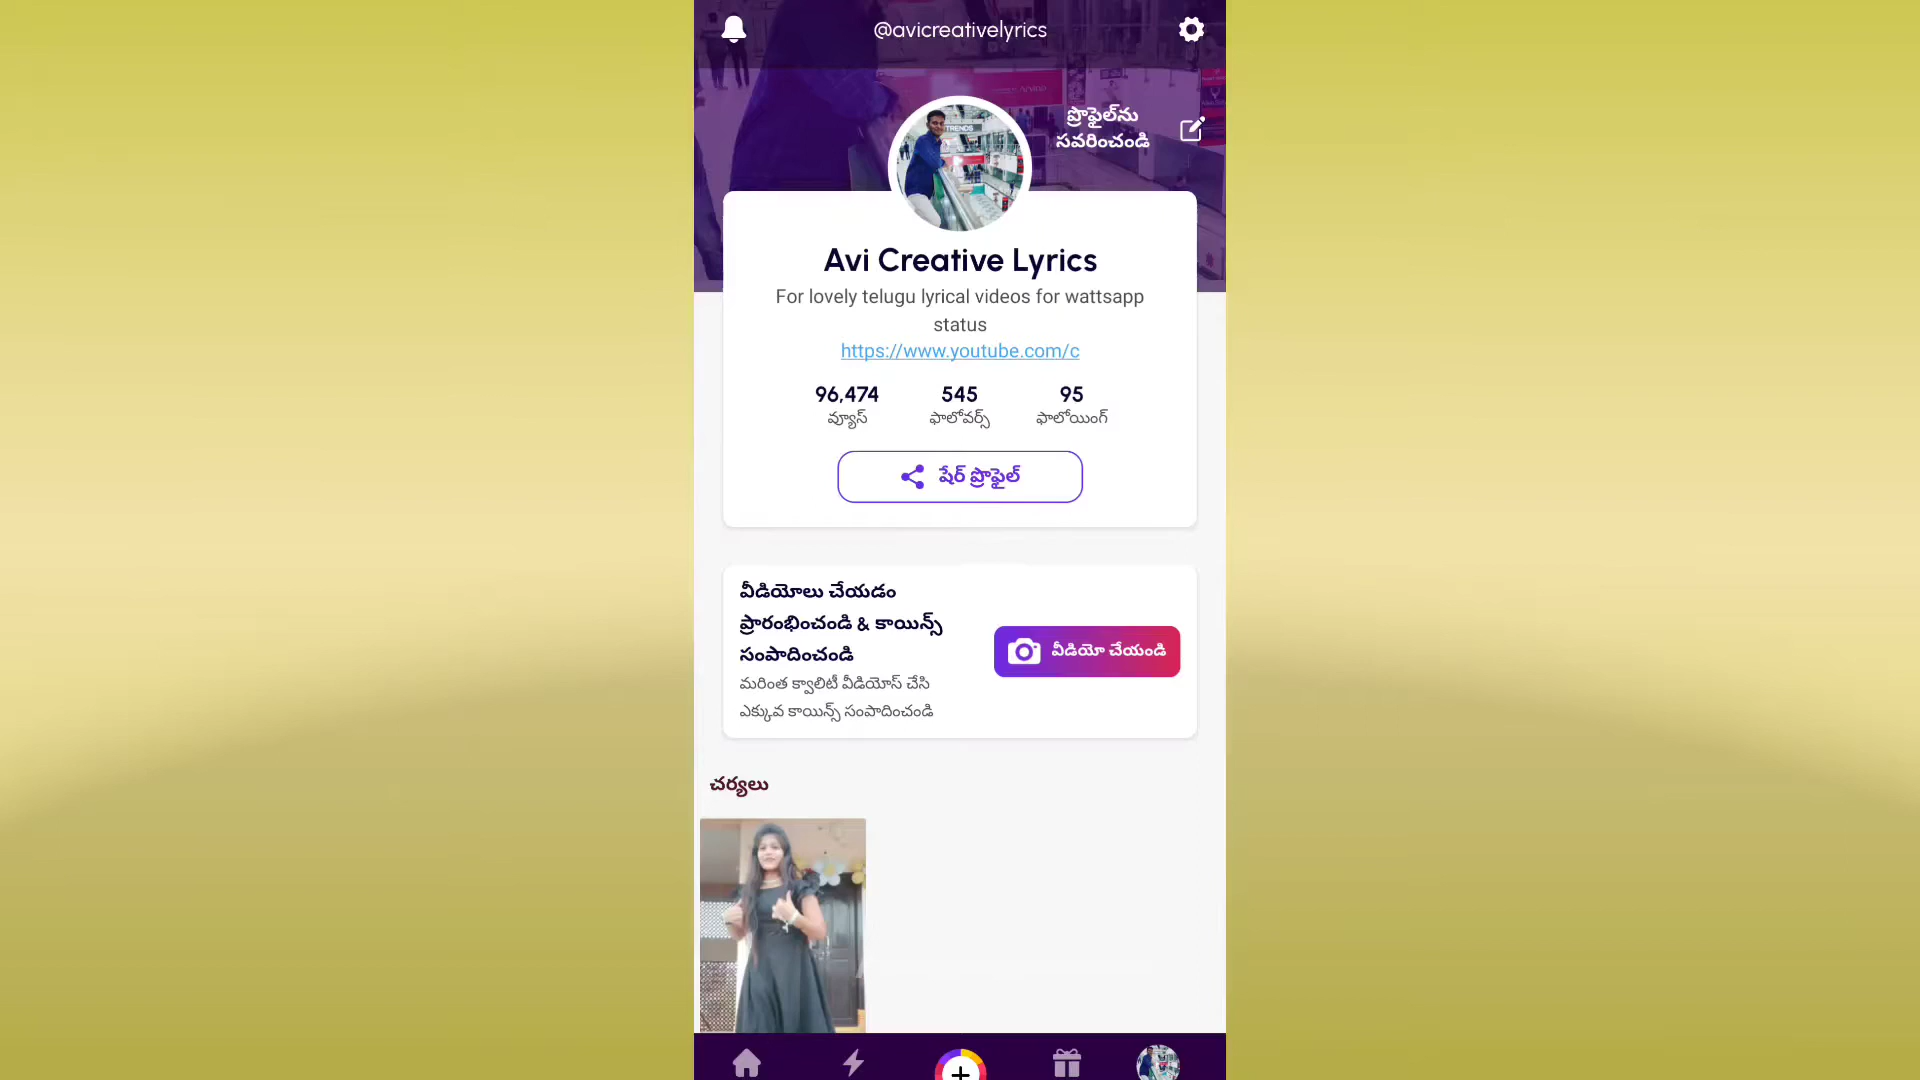 @avicreativelyrics
ప్రొఫైల్‌ను
సవరించండి
TRENDS
Avi Creative Lyrics
For lovely telugu lyrical videos for wattsapp
status
https://www.youtube.com/c
96,474 545 95
వ్యూస్ ఫాలోవర్స్ ఫాలోయింగ్
షేర్ ప్రొఫైల్
వీడియోలు చేయడం
ప్రారంభించండి & కాయిన్స్
సంపాదించండి
మరింత క్వాలిటీ వీడియోస్ చేసి
ఎక్కువ కాయిన్స్ సంపాదించండి
వీడియో చేయండి
చర్యలు